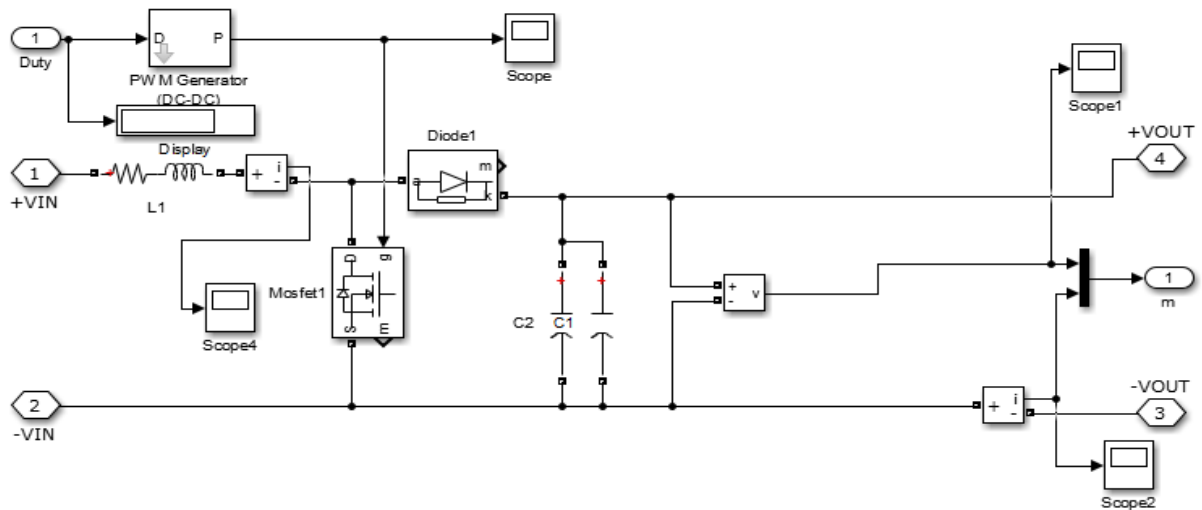 1
Duty
D
P
PWM Generator
(DC-DC)
Scope
Scope1
Display
Diode1
+VOUT
4
1
+VIN
+
i
-
a
m
k
L1
D
g
Mosfet1
S
m
Scope4
C2
C1
+
-
v
1
m
2
-VIN
+
i
-
-VOUT
3
Scope2